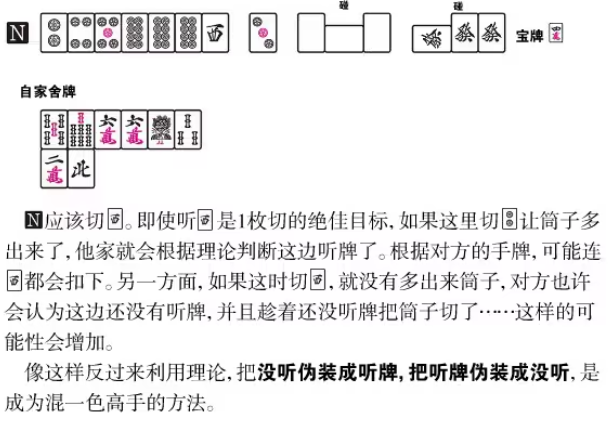 碰 碰
N 西 發 發 發 宝牌 四萬
自家舍牌
六萬 六萬
二萬 北
N应该切西。即使听西是1枚切的绝佳目标, 如果这里切让筒子多
出来了, 他家就会根据理论判断这边听牌了。根据对方的手牌, 可能连
西都会扣下。另一方面, 如果这时切西, 就没有多出来筒子, 对方也许
会认为这边还没有听牌, 并且趁着还没听牌把筒子切了……这样的可
能性会增加。
像这样反过来利用理论, 把没听伪装成听牌, 把听牌伪装成没听, 是
成为混一色高手的方法。